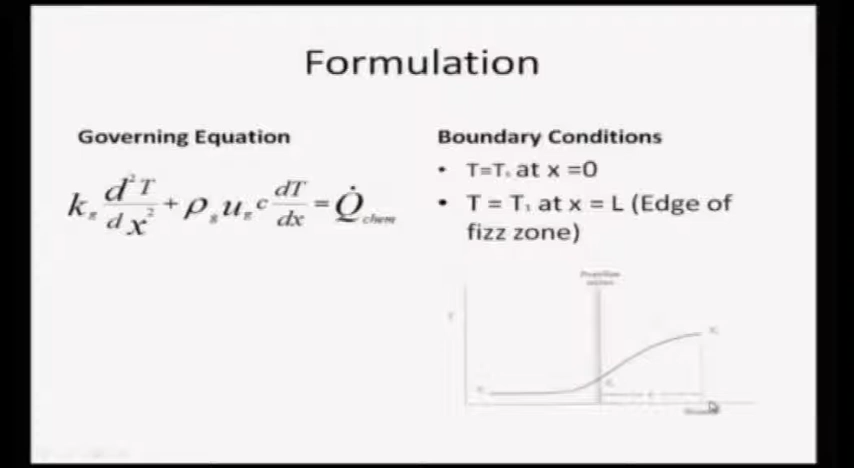 Formulation
Governing Equation
k_g d²T/dx² + ρ_g u_g c dT/dx = Q̇_chem
Boundary Conditions
• T=Tₛ at x =0
• T = T₁ at x = L (Edge of
fizz zone)
T